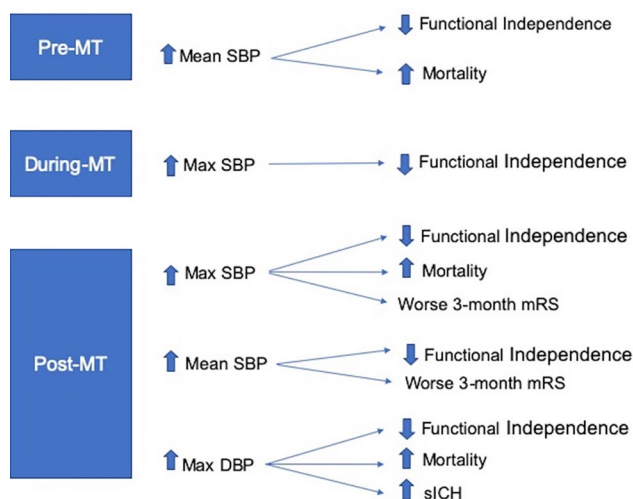 Pre-MT
Mean SBP
Functional Independence
Mortality
During-MT
Max SBP
Functional Independence
Post-MT
Max SBP
Functional Independence
Mortality
Worse 3-month mRS
Mean SBP
Functional Independence
Worse 3-month mRS
Max DBP
Functional Independence
Mortality
sICH